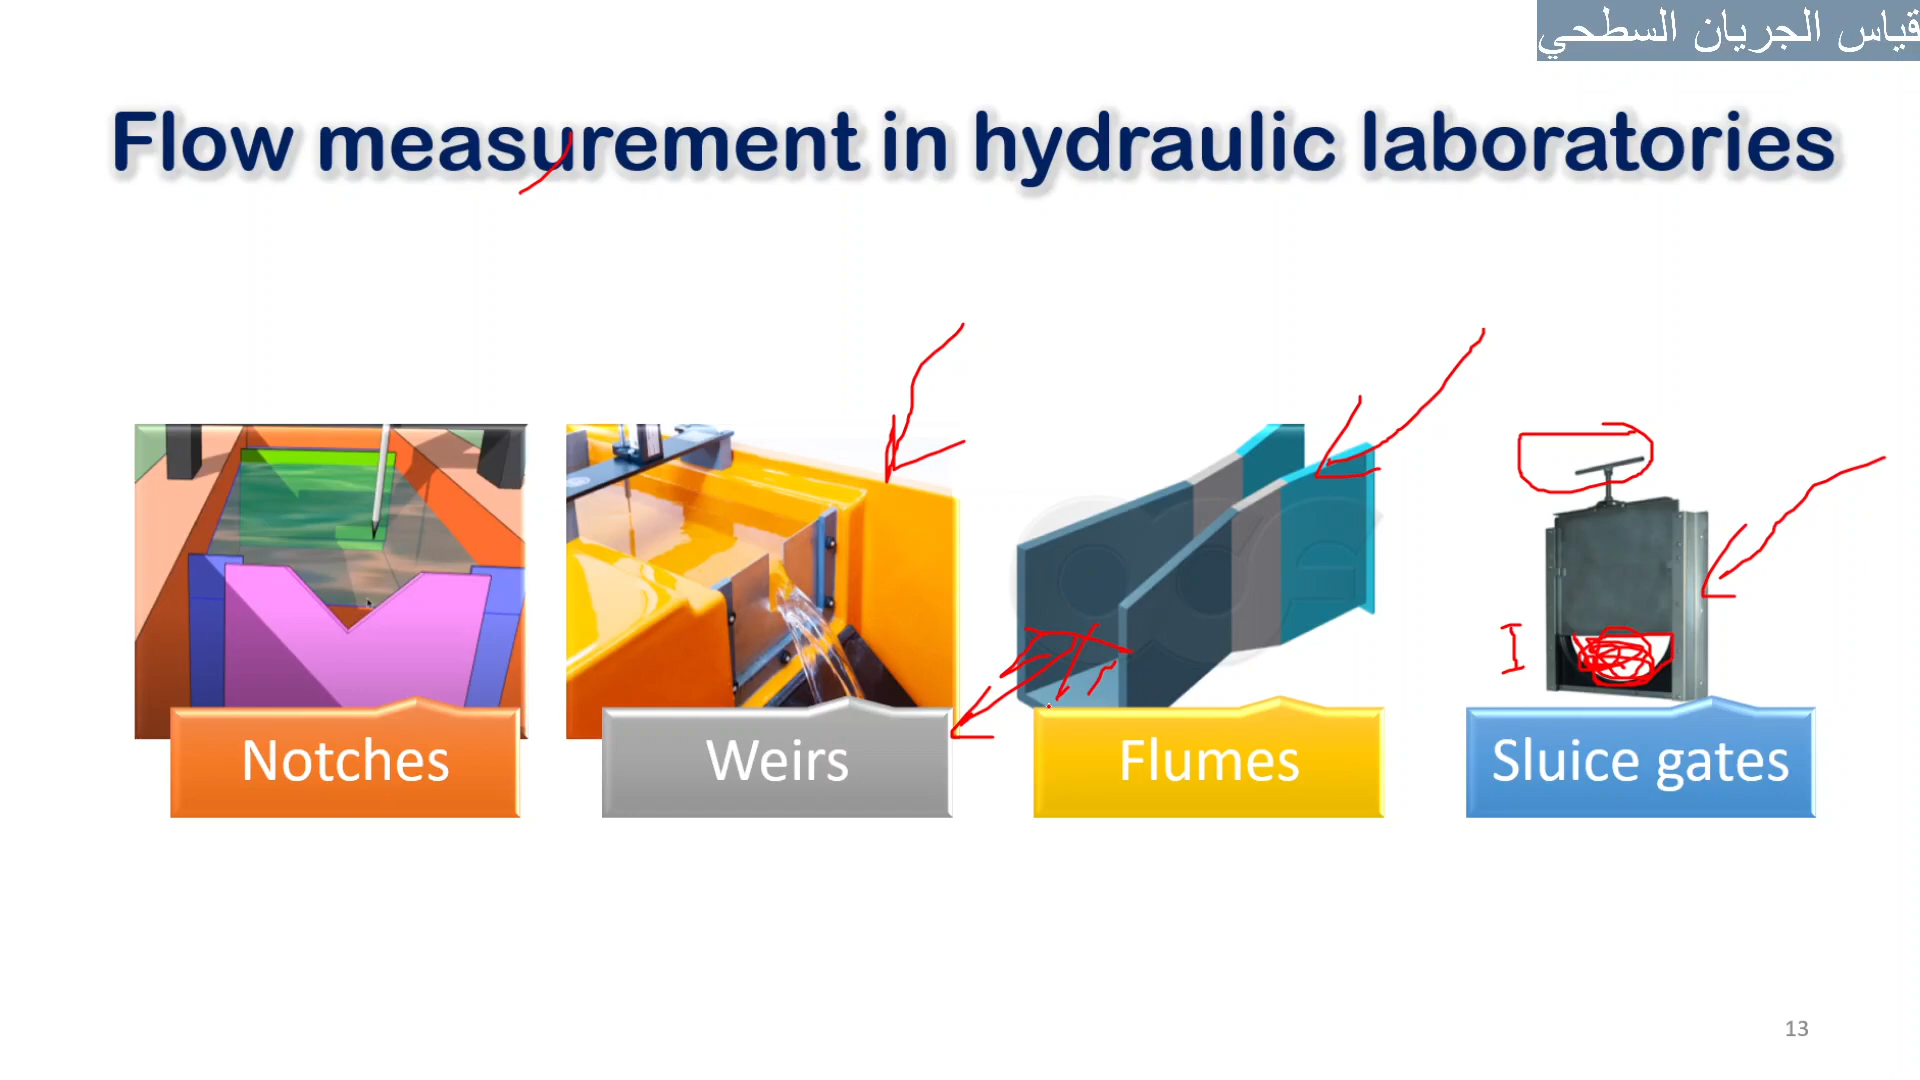 قياس الجريان السطحي
Flow measurement in hydraulic laboratories
Notches
Weirs
Flumes
Sluice gates
13